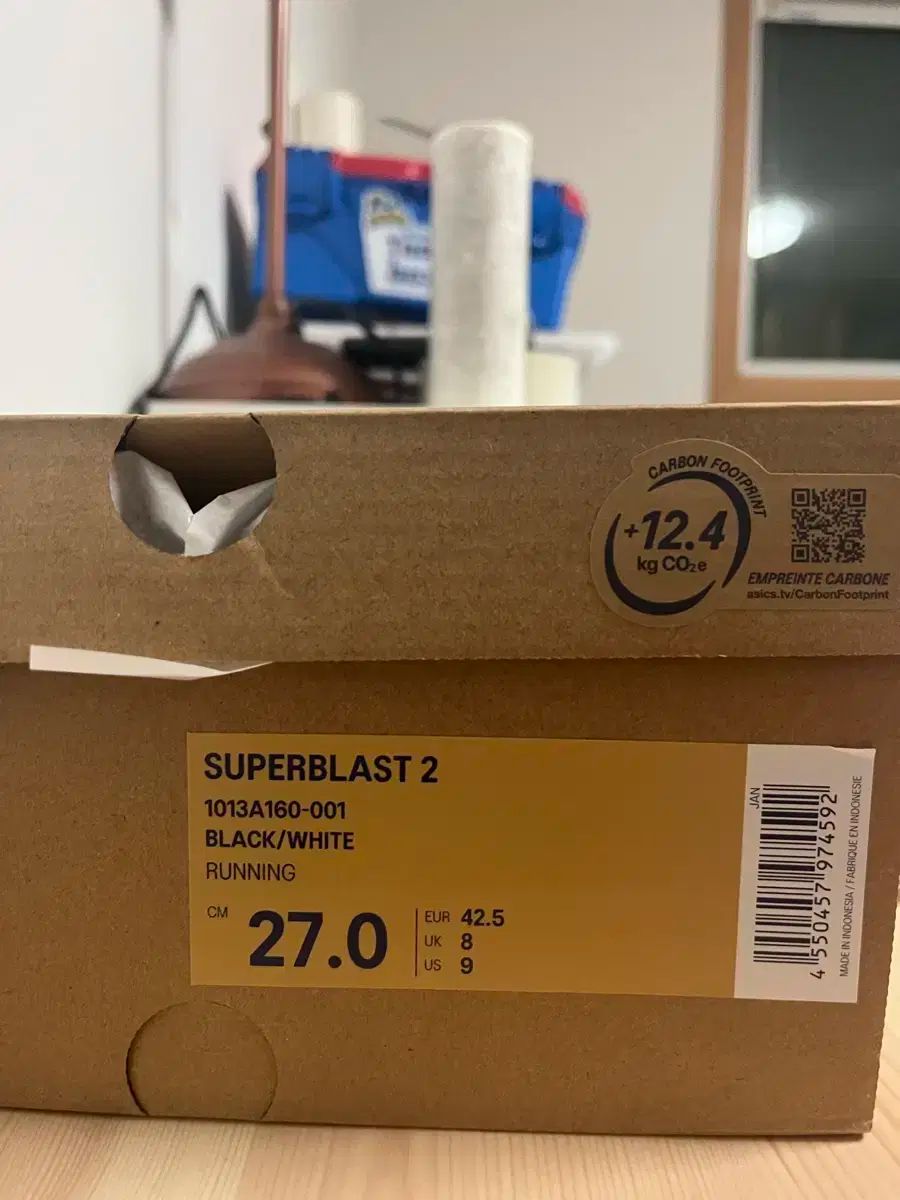 CARBON FOOTPRINT
+12.4
kg CO₂e
EMPREINTE CARBONE
asics.tv/CarbonFootprint
SUPERBLAST 2
1013A160-001
BLACK/WHITE
RUNNING
CM 27.0
EUR 42.5
UK 8
US 9
JAN
4 550457 974592
MADE IN INDONESIA / FABRIQUE EN INDONESIE